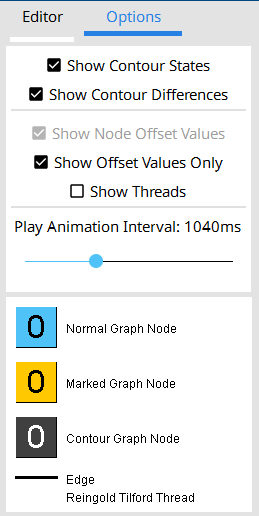 Editor Options
Show Contour States
Show Contour Differences
Show Node Offset Values
Show Offset Values Only
Show Threads
Play Animation Interval: 1040ms
0 Normal Graph Node
0 Marked Graph Node
0 Contour Graph Node
Edge
Reingold Tilford Thread